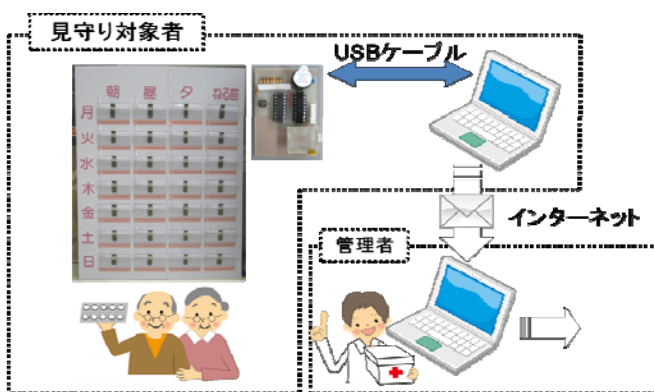 見守り対象者
USBケーブル
朝 昼 夕 ねる前
月
火
水
木
金
土
日
インターネット
管理者